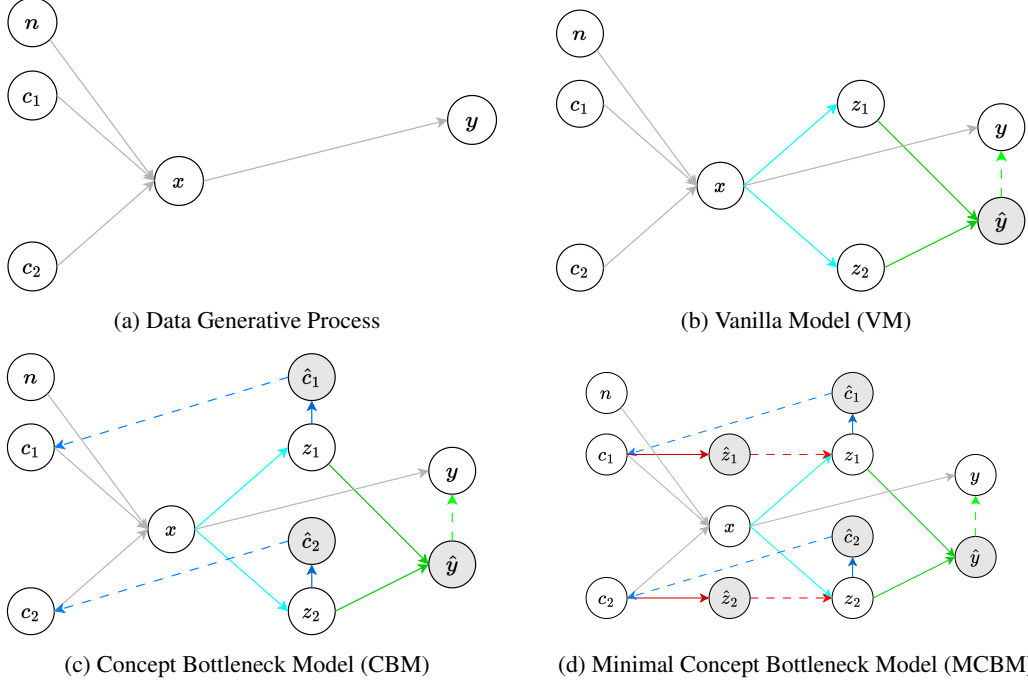 n
c₁
x
y
c₂
(a) Data Generative Process
n
c₁
z₁
y
x
ŷ
c₂
z₂
(b) Vanilla Model (VM)
n
ĉ₁
c₁
z₁
y
x
ĉ₂
ŷ
c₂
z₂
(c) Concept Bottleneck Model (CBM)
n
ĉ₁
c₁
ẑ₁
z₁
y
x
ĉ₂
ŷ
c₂
ẑ₂
z₂
(d) Minimal Concept Bottleneck Model (MCBM)